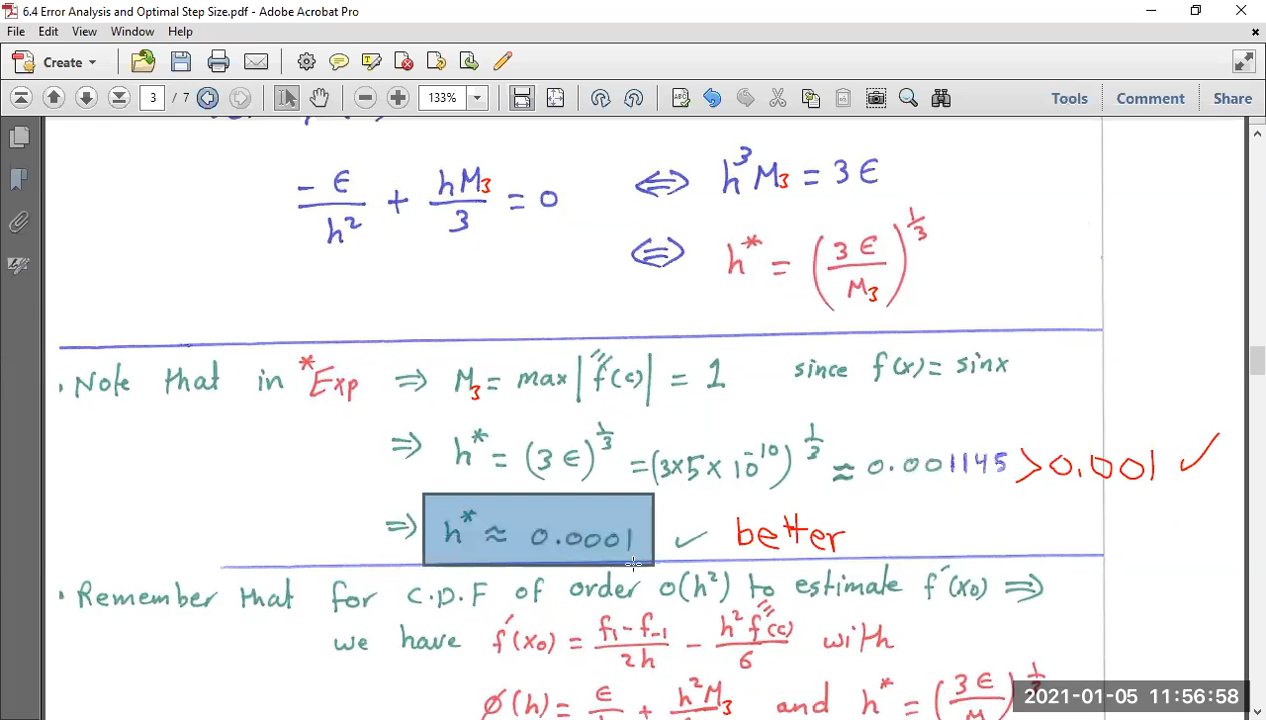 6.4 Error Analysis and Optimal Step Size.pdf - Adobe Acrobat Pro
File Edit View Window Help
Create
3 / 7 133% Tools Comment Share
-ϵ/h² + hM₃/3 = 0 ⟺ h³M₃ = 3ϵ
⟺ h* = (3ϵ/M₃)^(1/3)
• Note that in *Exp ⇒ M₃ = max|f'''(c)| = 1 since f(x) = sinx
⇒ h* = (3ϵ)^(1/3) = (3×5×10⁻¹⁰)^(1/3) ≈ 0.001145 > 0.001 ✓
⇒ h* ≈ 0.0001 ✓ better
• Remember that for C.D.F of order O(h²) to estimate f'(x₀) ⇒
we have f'(x₀) = (f₁ - f₋₁)/2h - h²f'''(c)/6 with
φ(h) = ϵ/h + h²M₃ and h* = (3ϵ/M
2021-01-05 11:56:58